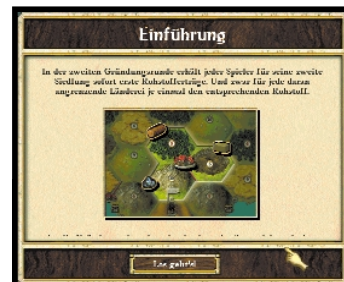 Einführung
In der zweiten Gründungsrunde erhält jeder Spieler für seine zweite
Siedlung sofort erste Rohstofferträge. Und zwar für jede daran
angrenzende Länderei je einmal den entsprechenden Rohstoff.
Los geht's!